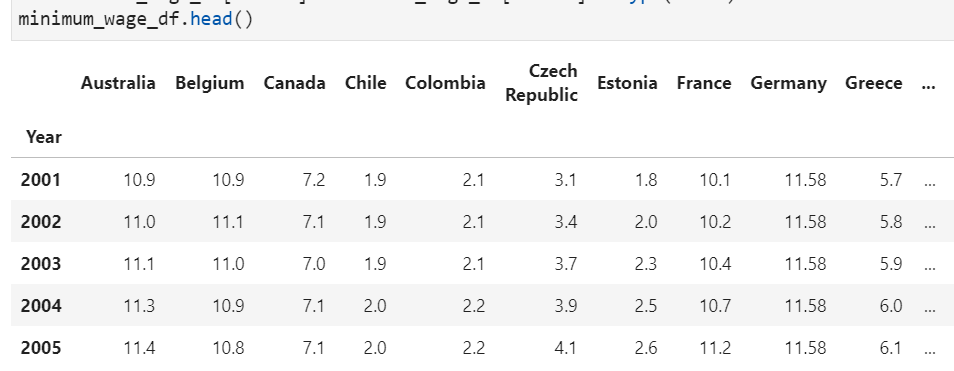 minimum_wage_df.head()
Australia Belgium Canada Chile Colombia Czech Republic Estonia France Germany Greece ...
Year
2001 10.9 10.9 7.2 1.9 2.1 3.1 1.8 10.1 11.58 5.7 ...
2002 11.0 11.1 7.1 1.9 2.1 3.4 2.0 10.2 11.58 5.8 ...
2003 11.1 11.0 7.0 1.9 2.1 3.7 2.3 10.4 11.58 5.9 ...
2004 11.3 10.9 7.1 2.0 2.2 3.9 2.5 10.7 11.58 6.0 ...
2005 11.4 10.8 7.1 2.0 2.2 4.1 2.6 11.2 11.58 6.1 ...